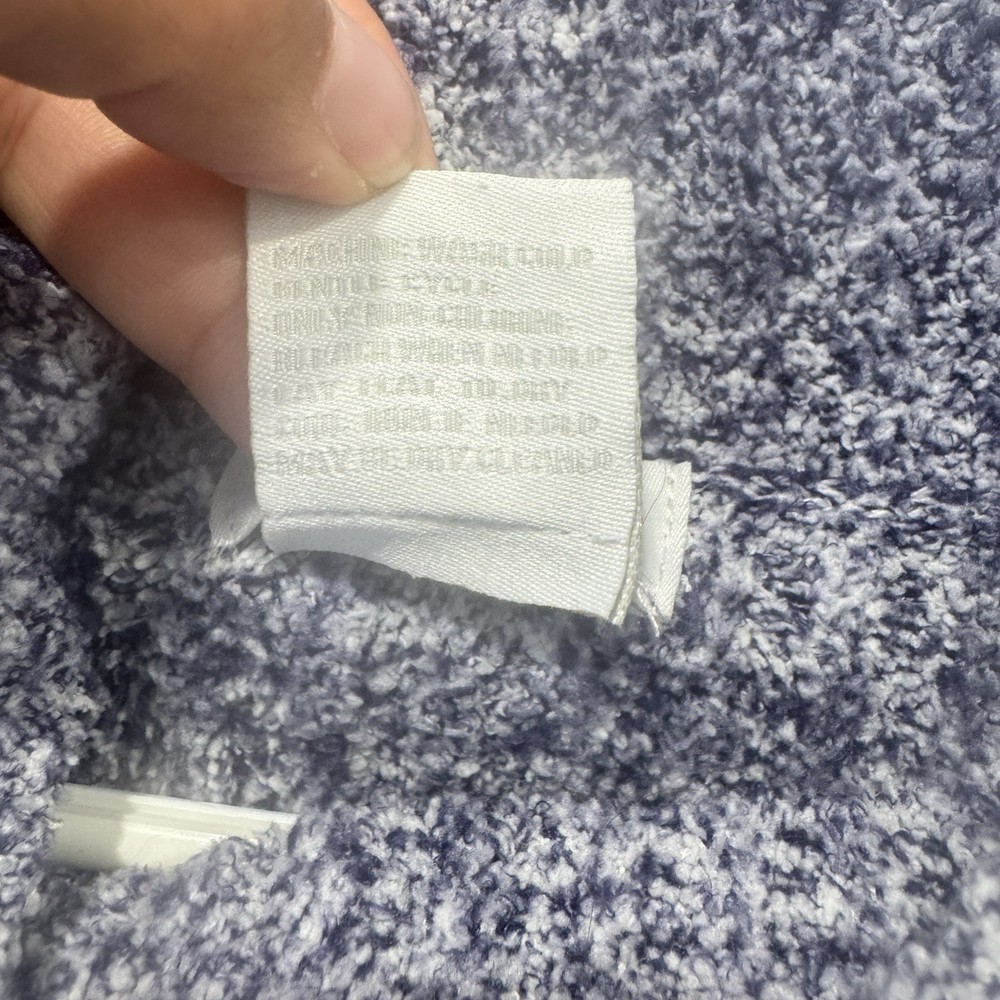 MACHINE WASH COLD
GENTLE CYCLE
ONLY NON-CHLORINE
BLEACH WHEN NEEDED
LAY FLAT TO DRY
COOL IRON IF NEEDED
MAY BE DRY CLEANED